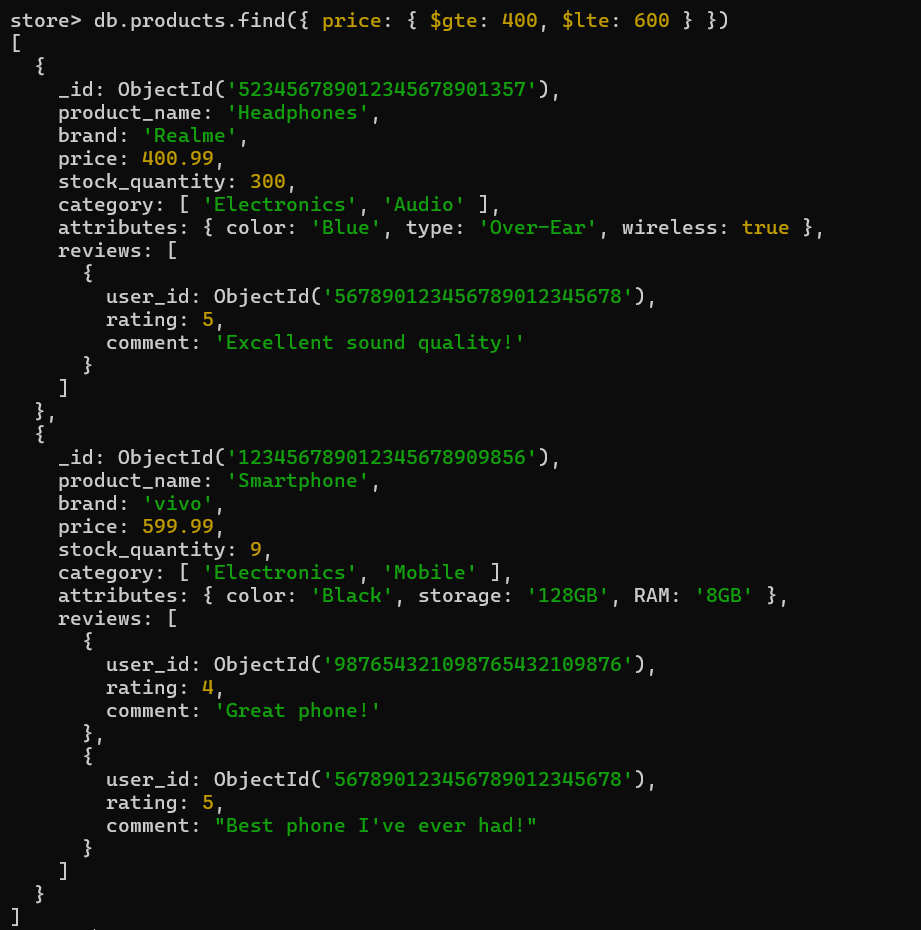 store> db.products.find({ price: { $gte: 400, $lte: 600 } })
[
  {
    _id: ObjectId('523456789012345678901357'),
    product_name: 'Headphones',
    brand: 'Realme',
    price: 400.99,
    stock_quantity: 300,
    category: [ 'Electronics', 'Audio' ],
    attributes: { color: 'Blue', type: 'Over-Ear', wireless: true },
    reviews: [
      {
        user_id: ObjectId('567890123456789012345678'),
        rating: 5,
        comment: 'Excellent sound quality!'
      }
    ]
  },
  {
    _id: ObjectId('123456789012345678909856'),
    product_name: 'Smartphone',
    brand: 'vivo',
    price: 599.99,
    stock_quantity: 9,
    category: [ 'Electronics', 'Mobile' ],
    attributes: { color: 'Black', storage: '128GB', RAM: '8GB' },
    reviews: [
      {
        user_id: ObjectId('987654321098765432109876'),
        rating: 4,
        comment: 'Great phone!'
      },
      {
        user_id: ObjectId('567890123456789012345678'),
        rating: 5,
        comment: "Best phone I've ever had!"
      }
    ]
  }
]